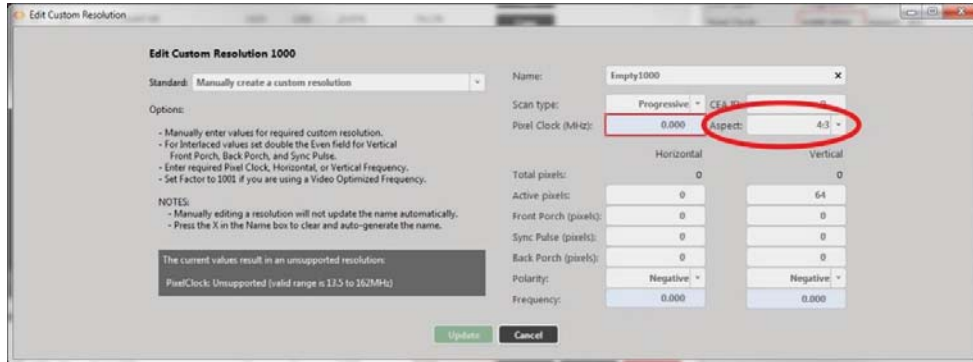 Edit Custom Resolution
Edit Custom Resolution 1000
Standard: Manually create a custom resolution
Options:
- Manually enter values for required custom resolution.
- For Interlaced values set double the Even field for Vertical
Front Porch, Back Porch, and Sync Pulse.
- Enter required Pixel Clock, Horizontal, or Vertical Frequency.
- Set Factor to 1001 if you are using a Video Optimized Frequency.
NOTES:
- Manually editing a resolution will not update the name automatically.
- Press the X in the Name box to clear and auto-generate the name.
The current values result in an unsupported resolution:
PixelClock: Unsupported (valid range is 13.5 to 162MHz)
Name: Empty1000 x
Scan type: Progressive CEA ID: 0
Pixel Clock (MHz): 0.000 Aspect: 4:3
Horizontal Vertical
Total pixels: 0 0
Active pixels: 0 64
Front Porch (pixels): 0 0
Sync Pulse (pixels): 0 0
Back Porch (pixels): 0 0
Polarity: Negative Negative
Frequency: 0.000 0.000
Update Cancel